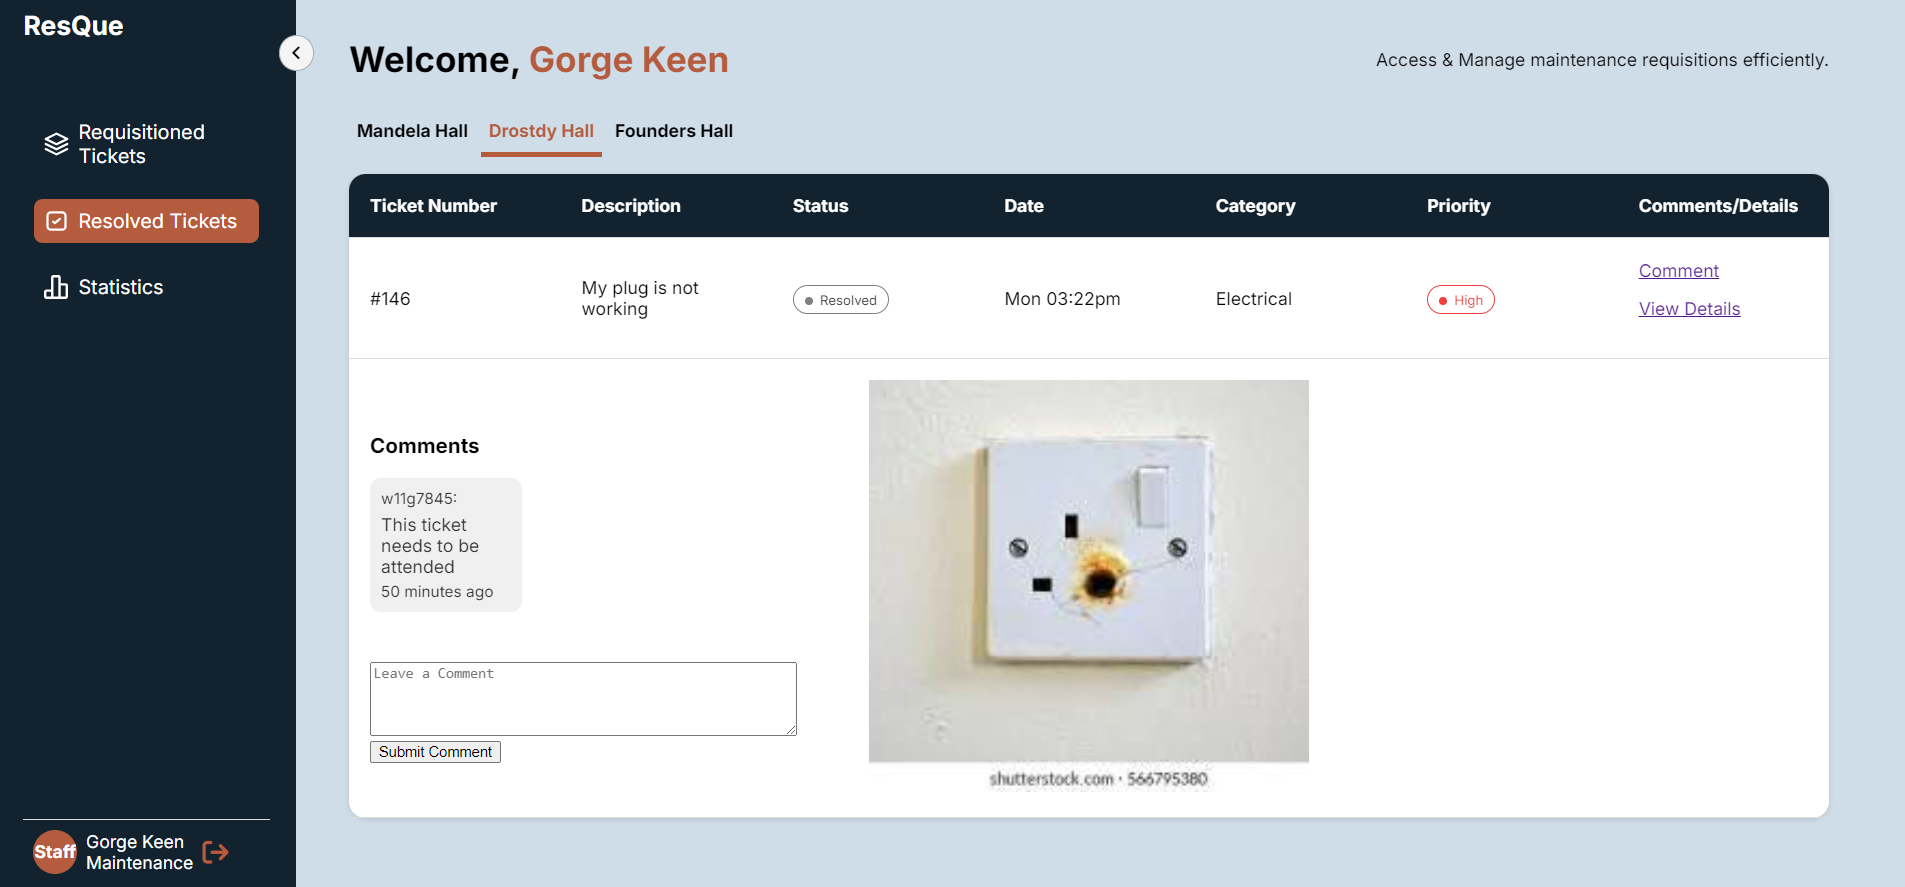 ResQue
Welcome, Gorge Keen
Access & Manage maintenance requisitions efficiently.
Requisitioned
Tickets
Resolved Tickets
Statistics
Mandela Hall Drostdy Hall Founders Hall
Ticket Number Description Status Date Category Priority Comments/Details
#146
My plug is not
working
Resolved
Mon 03:22pm
Electrical
High
Comment
View Details
Comments
w11g7845:
This ticket
needs to be
attended
50 minutes ago
Leave a Comment
Submit Comment
shutterstock.com · 566795380
Staff
Gorge Keen
Maintenance